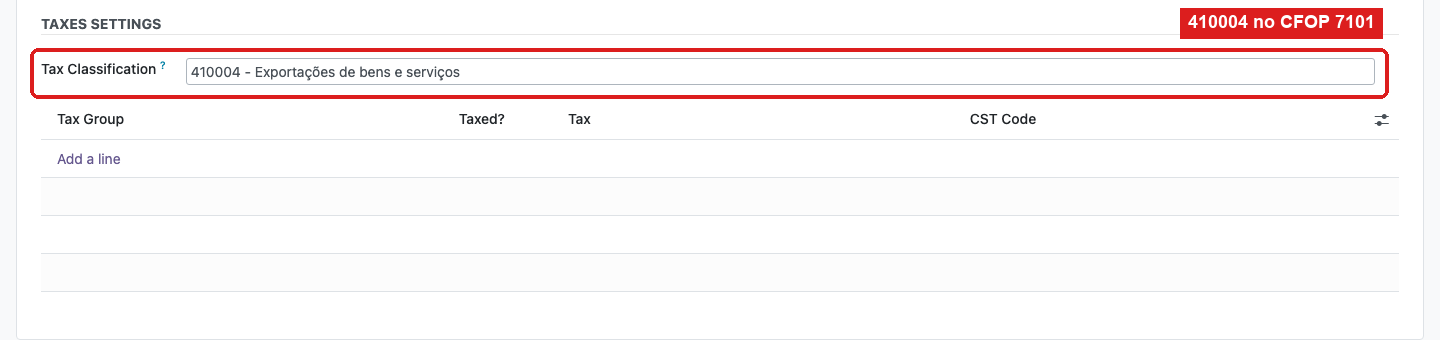 TAXES SETTINGS
410004 no CFOP 7101
Tax Classification ?
410004 - Exportações de bens e serviços
Tax Group Taxed? Tax CST Code
Add a line